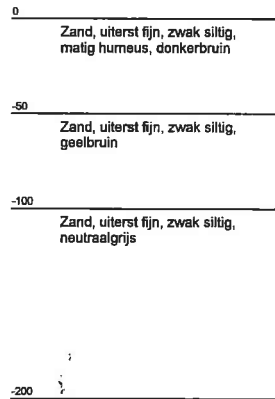 0
Zand, uiterst fijn, zwak siltig,
matig humeus, donkerbruin
-50
Zand, uiterst fijn, zwak siltig,
geelbruin
-100
Zand, uiterst fijn, zwak siltig,
neutraalgrijs
-200